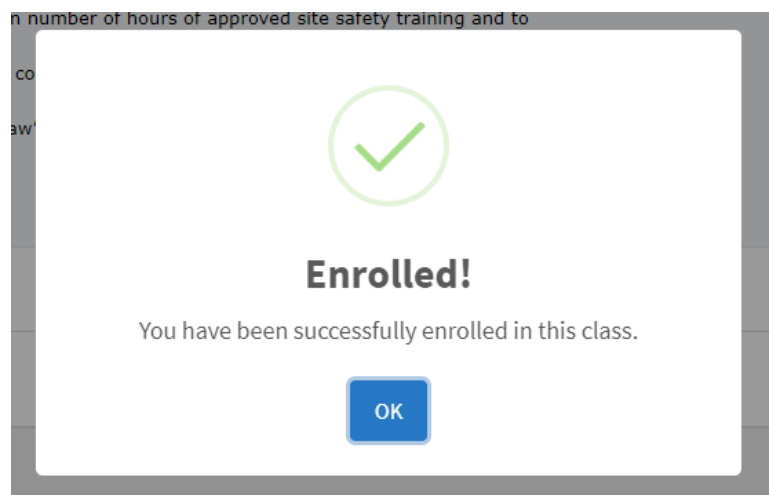 n number of hours of approved site safety training and to
co
aw'
Enrolled!
You have been successfully enrolled in this class.
OK